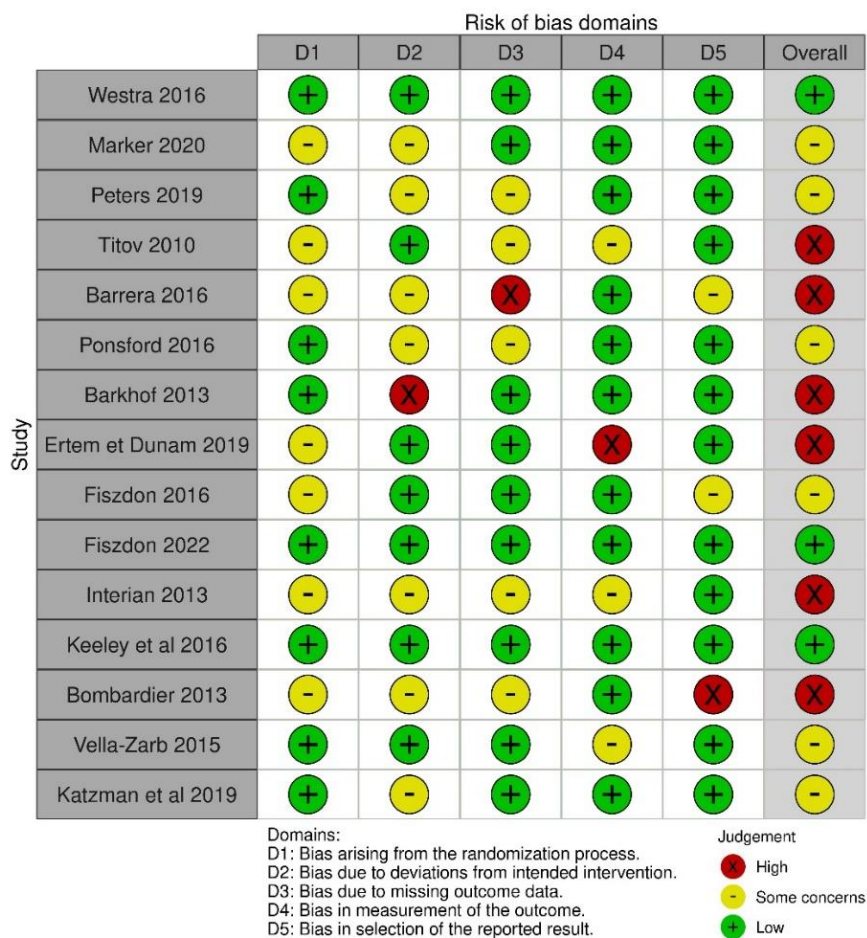 Risk of bias domains
D1 D2 D3 D4 D5 Overall
Study
Westra 2016 + + + + + +
Marker 2020 - - + + + -
Peters 2019 + - - + + -
Titov 2010 - + - - + X
Barrera 2016 - - X + - X
Ponsford 2016 + - - + + -
Barkhof 2013 + X + + + X
Ertem et Dunam 2019 - + + X + X
Fiszdon 2016 - + + + - -
Fiszdon 2022 + + + + + +
Interian 2013 - - - - + X
Keeley et al 2016 + + + + + +
Bombardier 2013 - - - + X X
Vella-Zarb 2015 + + + - + -
Katzman et al 2019 + - + + + -
Domains:
D1: Bias arising from the randomization process.
D2: Bias due to deviations from intended intervention.
D3: Bias due to missing outcome data.
D4: Bias in measurement of the outcome.
D5: Bias in selection of the reported result.
Judgement
X High
- Some concerns
+ Low